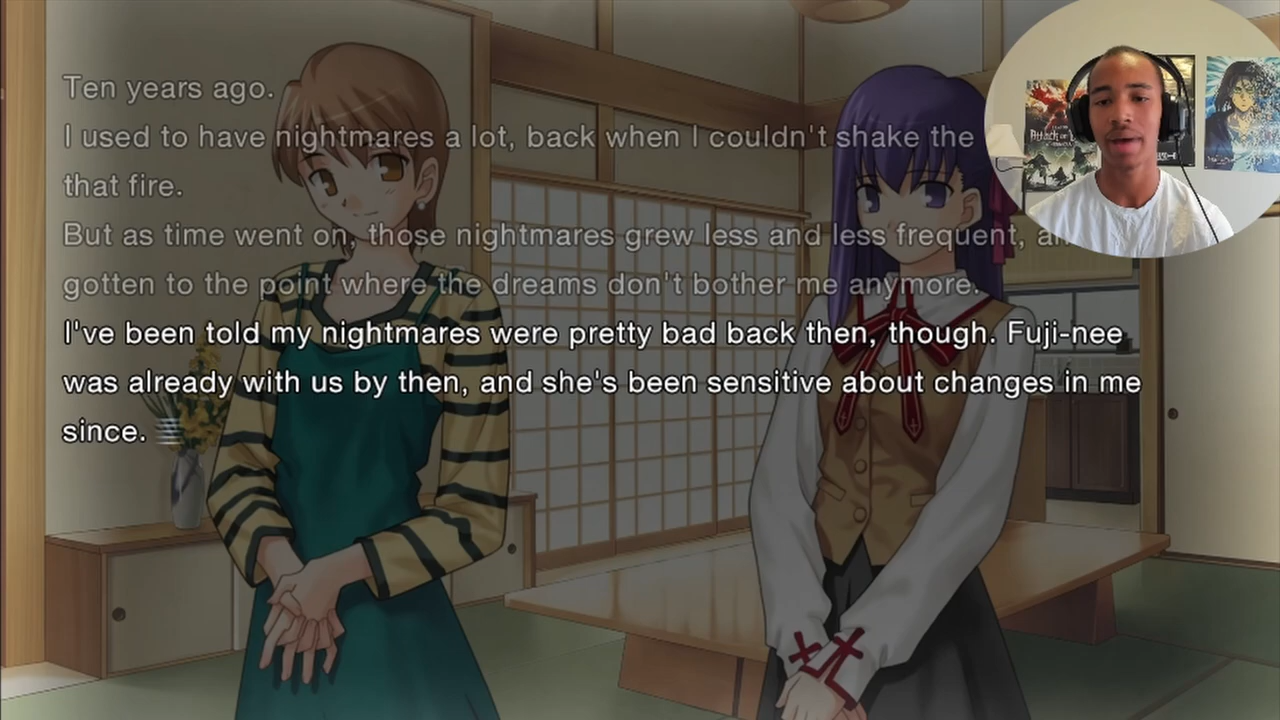 Ten years ago.
I used to have nightmares a lot, back when I couldn't shake the
that fire.
But as time went on, those nightmares grew less and less frequent,
gotten to the point where the dreams don't bother me anymore.
I've been told my nightmares were pretty bad back then, though. Fuji-nee
was already with us by then, and she's been sensitive about changes in me
since.
Attack on